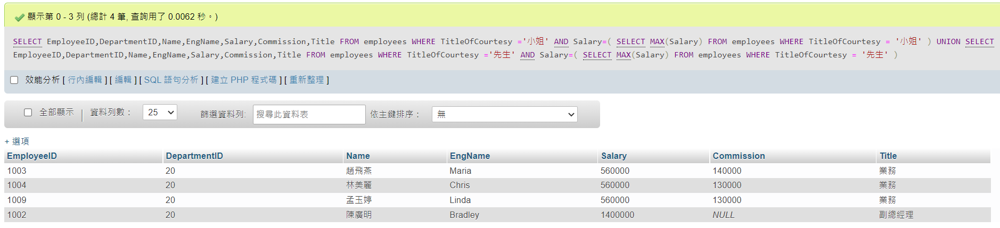 顯示第 0 - 3 列 (總計 4 筆, 查詢用了 0.0062 秒。)
SELECT EmployeeID,DepartmentID,Name,EngName,Salary,Commission,Title FROM employees WHERE TitleOfCourtesy ='小姐' AND Salary=( SELECT MAX(Salary) FROM employees WHERE TitleOfCourtesy = '小姐' ) UNION SELECT
EmployeeID,DepartmentID,Name,EngName,Salary,Commission,Title FROM employees WHERE TitleOfCourtesy ='先生' AND Salary=( SELECT MAX(Salary) FROM employees WHERE TitleOfCourtesy = '先生' )
效能分析 [ 行內編輯 ] [ 編輯 ] [ SQL 語句分析 ] [ 建立 PHP 程式碼 ] [ 重新整理 ]
全部顯示 資料列數： 25 篩選資料列: 搜尋此資料表 依主鍵排序： 無
+ 選項
EmployeeID DepartmentID Name EngName Salary Commission Title
1003 20 趙飛燕 Maria 560000 140000 業務
1004 20 林美麗 Chris 560000 130000 業務
1009 20 孟玉婷 Linda 560000 130000 業務
1002 20 陳廣明 Bradley 1400000 NULL 副總經理